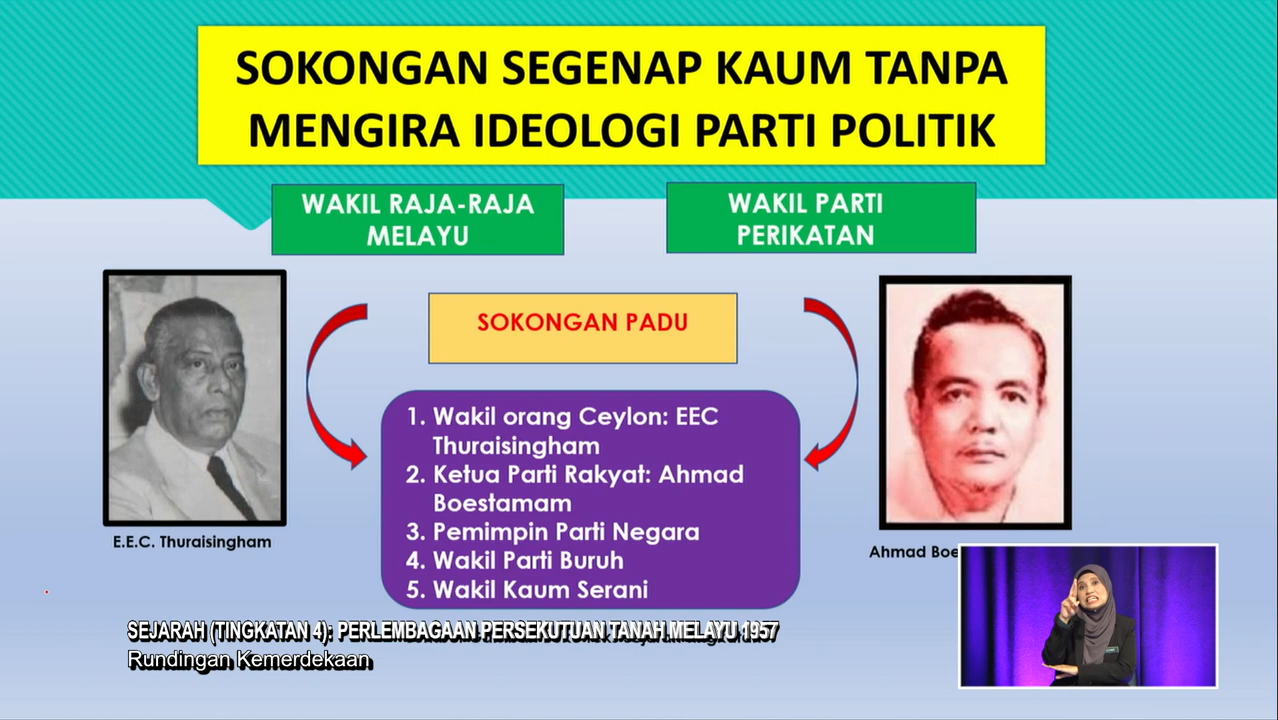 SOKONGAN SEGENAP KAUM TANPA
MENGIRA IDEOLOGI PARTI POLITIK
WAKIL RAJA-RAJA
MELAYU
WAKIL PARTI
PERIKATAN
SOKONGAN PADU
1. Wakil orang Ceylon: EEC
Thuraisingham
2. Ketua Parti Rakyat: Ahmad
Boestamam
3. Pemimpin Parti Negara
4. Wakil Parti Buruh
5. Wakil Kaum Serani
E.E.C. Thuraisingham
Ahmad
SEJARAH (TINGKATAN 4): PERLEMBAGAAN PERSEKUTUAN TANAH MELAYU 1957
Rundingan Kemerdekaan